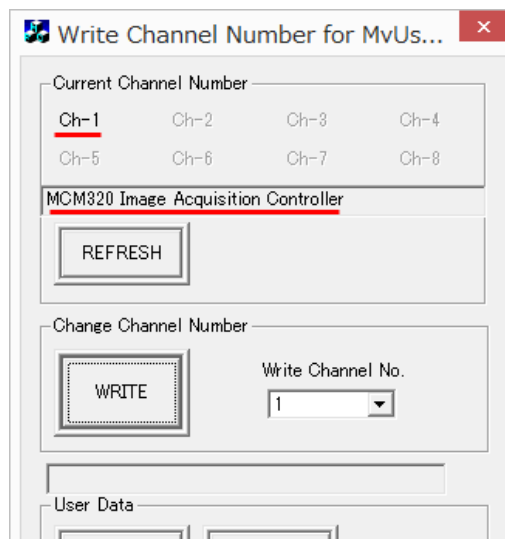 Write Channel Number for MvUs...
Current Channel Number
Ch-1 Ch-2 Ch-3 Ch-4
Ch-5 Ch-6 Ch-7 Ch-8
MCM320 Image Acquisition Controller
REFRESH
Change Channel Number
Write Channel No.
WRITE
1
User Data